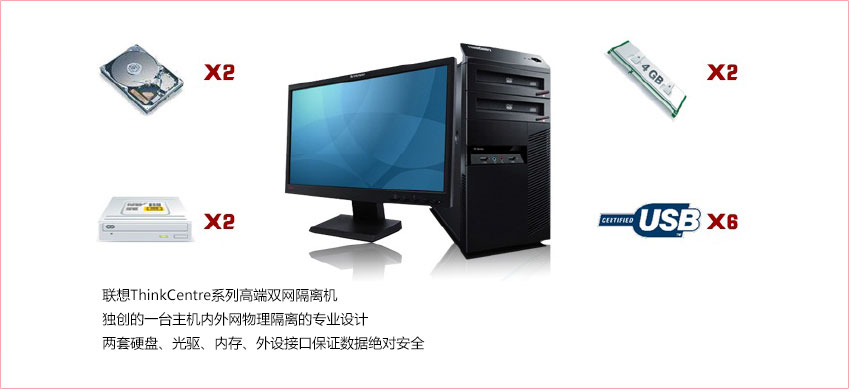 X2
4 GB
X2
X2
CERTIFIED USB X6
联想ThinkCentre系列高端双网隔离机
独创的一台主机内外网物理隔离的专业设计
两套硬盘、光驱、内存、外设接口保证数据绝对安全